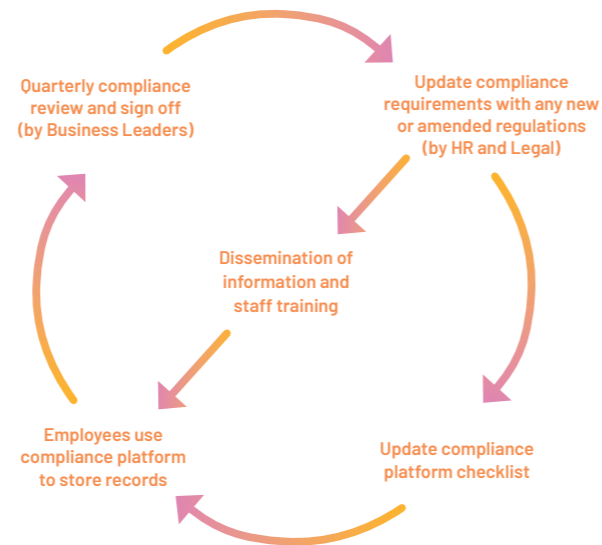 Quarterly compliance
review and sign off
(by Business Leaders)
Update compliance
requirements with any new
or amended regulations
(by HR and Legal)
Dissemination of
information and
staff training
Employees use
compliance platform
to store records
Update compliance
platform checklist